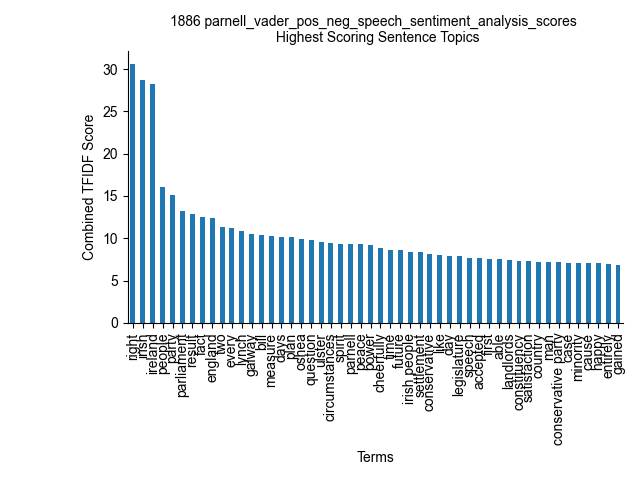 1886 parnell_vader_pos_neg_speech_sentiment_analysis_scores
Highest Scoring Sentence Topics
Combined TFIDF Score
30
25
20
15
10
5
0
right
irish
ireland
people
party
parliament
result
fact
england
two
every
lynch
galway
bill
measure
days
plan
oshea
question
ulster
circumstances
spirit
parnell
peace
power
cheerfully
time
future
irish people
settlement
conservative
like
day
legislature
speech
accepted
first
able
landlords
constituency
satisfaction
country
man
conservative party
case
minority
cause
happy
entirely
gained
Terms